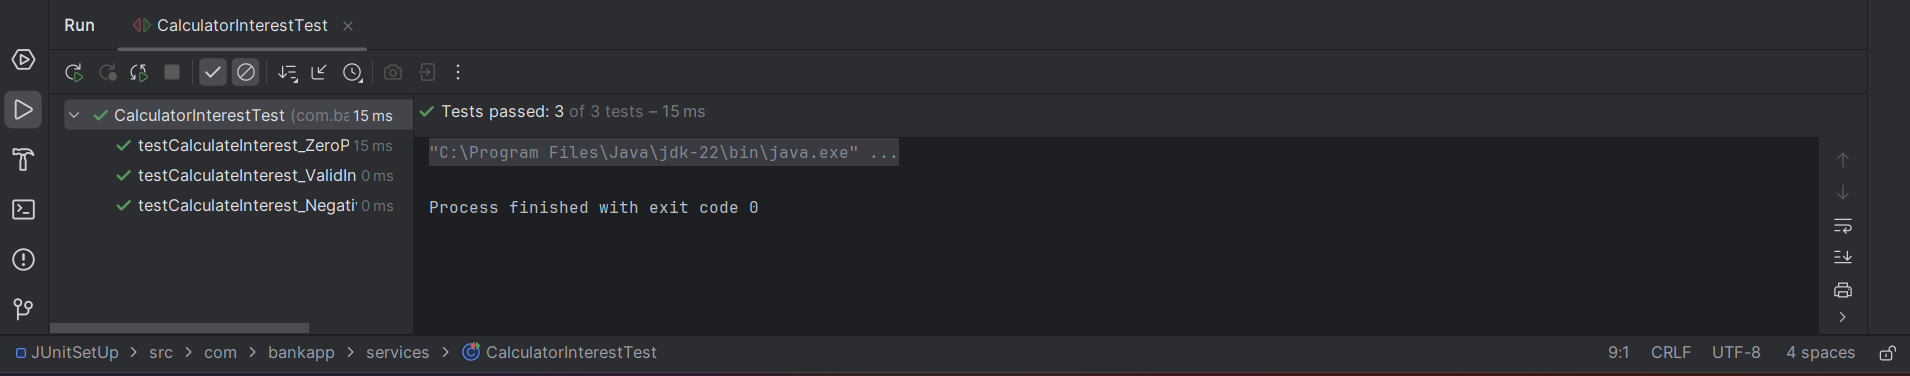 Run CalculatorInterestTest
CalculatorInterestTest (com.ba 15 ms
testCalculateInterest_ZeroP 15 ms
testCalculateInterest_ValidIn 0 ms
testCalculateInterest_Negativ 0 ms
Tests passed: 3 of 3 tests – 15 ms
"C:\Program Files\Java\jdk-22\bin\java.exe" ...
Process finished with exit code 0
JUnitSetUp > src > com > bankapp > services > CalculatorInterestTest 9:1 CRLF UTF-8 4 spaces